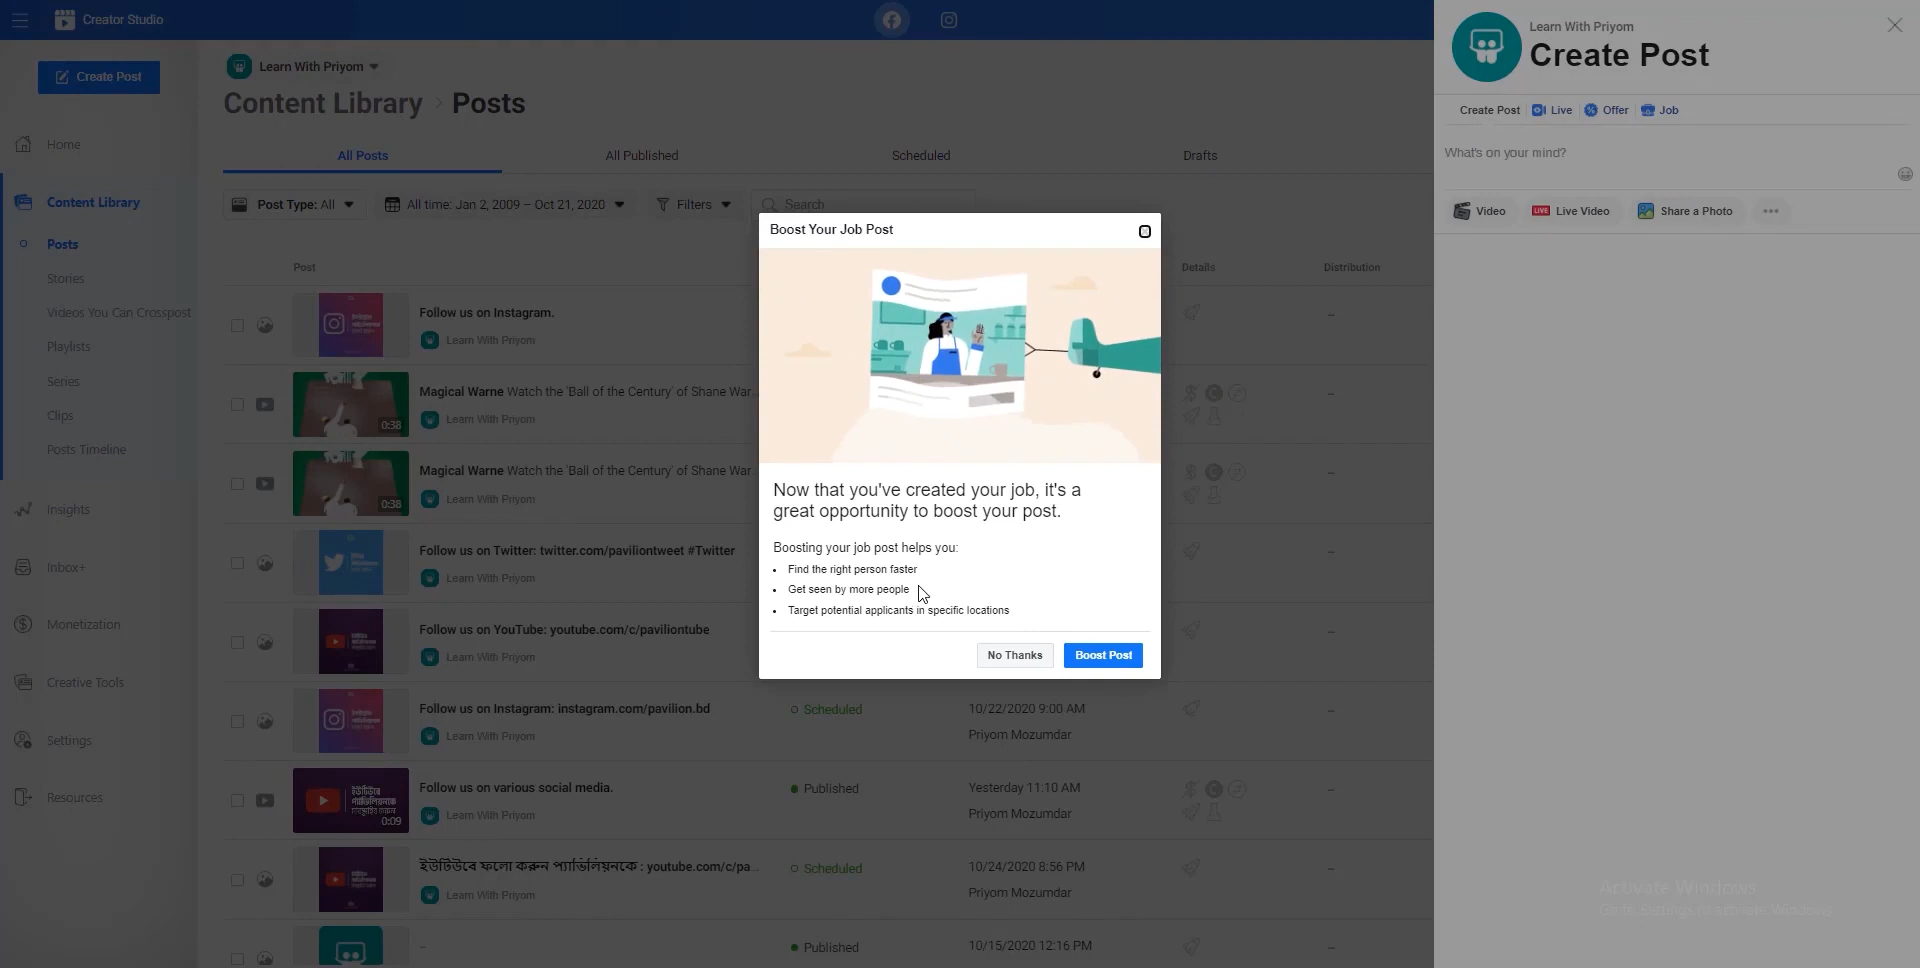 Creator Studio
Create Post
Home
Content Library
Posts
Stories
Videos You Can Crosspost
Playlists
Series
Clips
Posts Timeline
Insights
Inbox+
Monetization
Creative Tools
Settings
Resources
Learn With Priyom
Content Library > Posts
All Posts All Published Scheduled Drafts
Post Type: All All time: Jan 2, 2009 – Oct 21, 2020 Filters Search
Post Details Distribution
Follow us on Instagram.
Learn With Priyom
Magical Warne Watch the 'Ball of the Century' of Shane War...
0:38
Learn With Priyom
Magical Warne Watch the 'Ball of the Century' of Shane War...
0:38
Learn With Priyom
Follow us on Twitter: twitter.com/paviliontweet #Twitter
Learn With Priyom
Follow us on YouTube: youtube.com/c/paviliontube
Learn With Priyom
Follow us on Instagram: instagram.com/pavilion.bd Scheduled 10/22/2020 9:00 AM
Learn With Priyom Priyom Mozumdar
Follow us on various social media. Published Yesterday 11:10 AM
0:09
Learn With Priyom Priyom Mozumdar
ইউটিউবে ফলো করুন প্যাভিলিয়নকে : youtube.com/c/pa... Scheduled 10/24/2020 8:56 PM
Learn With Priyom Priyom Mozumdar
Published 10/15/2020 12:16 PM
Boost Your Job Post
Now that you've created your job, it's a
great opportunity to boost your post.
Boosting your job post helps you:
Find the right person faster
Get seen by more people
Target potential applicants in specific locations
No Thanks Boost Post
Learn With Priyom
Create Post
Create Post Live Offer Job
What's on your mind?
Video LIVE Live Video Share a Photo
Activate Windows